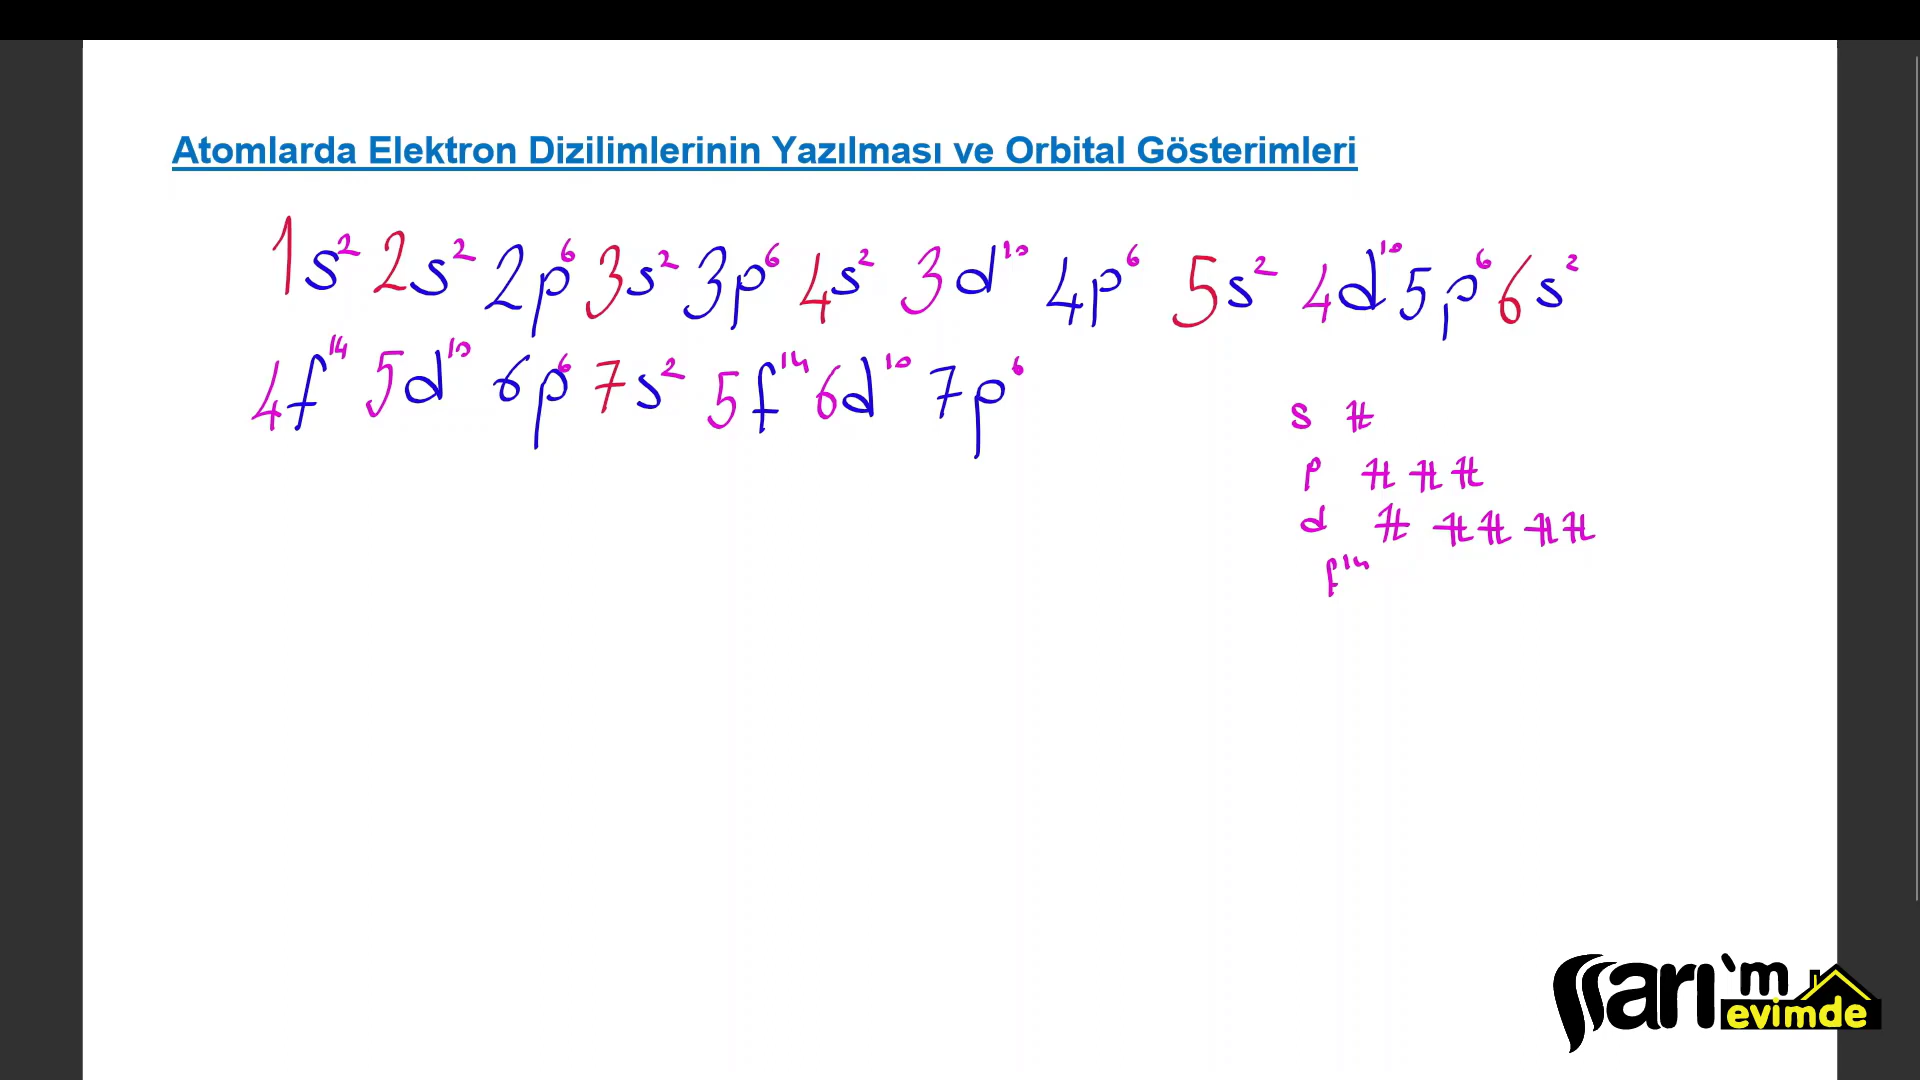 Atomlarda Elektron Dizilimlerinin Yazılması ve Orbital Gösterimleri
1s² 2s² 2p⁶ 3s² 3p⁶ 4s² 3d¹⁰ 4p⁶ 5s² 4d¹⁰ 5p⁶ 6s²
4f¹⁴ 5d¹⁰ 6p⁶ 7s² 5f¹⁴ 6d¹⁰ 7p⁶
s ⥮
p ⥮ ⥮ ⥮
d ⥮ ⥮ ⥮ ⥮ ⥮
f¹⁴
sarı'm
evimde